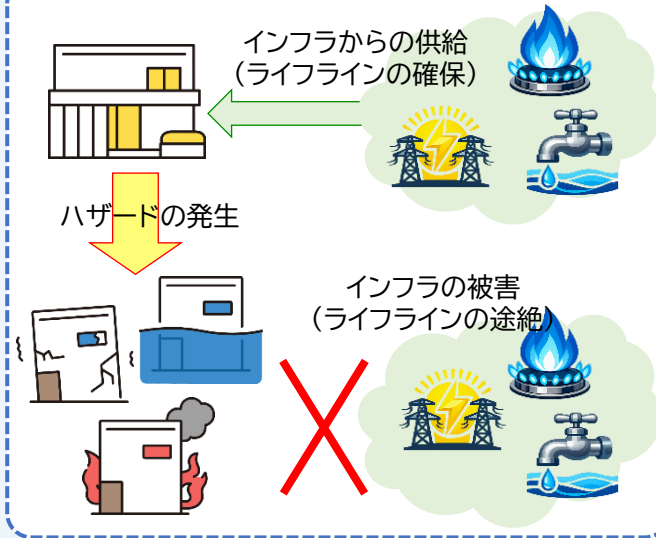 インフラからの供給
（ライフラインの確保）
ハザードの発生
インフラの被害
（ライフラインの途絶）